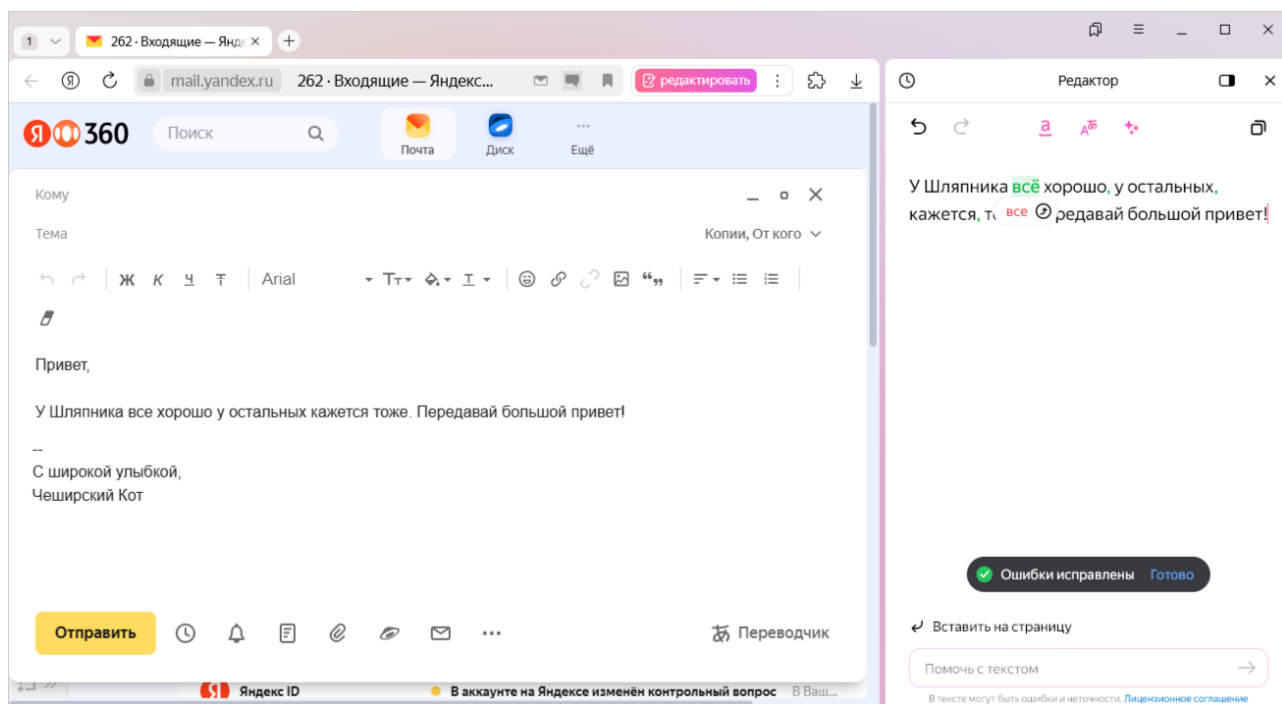 1
262 · Входящие — Янде
mail.yandex.ru 262 · Входящие — Яндекс... редактировать
Редактор
Я 360
Поиск
Почта
Диск
Ещё
Кому
Тема
Копии, От кого
Ж К Ч Т Arial
Привет,
У Шляпника все хорошо у остальных кажется тоже. Передавай большой привет!
--
С широкой улыбкой,
Чеширский Кот
Отправить
Переводчик
Яндекс ID
В аккаунте на Яндексе изменён контрольный вопрос В Ваш...
У Шляпника всё хорошо, у остальных,
кажется, все редавай большой привет!
Ошибки исправлены Готово
Вставить на страницу
Помочь с текстом
В тексте могут быть ошибки и неточности. Лицензионное соглашение